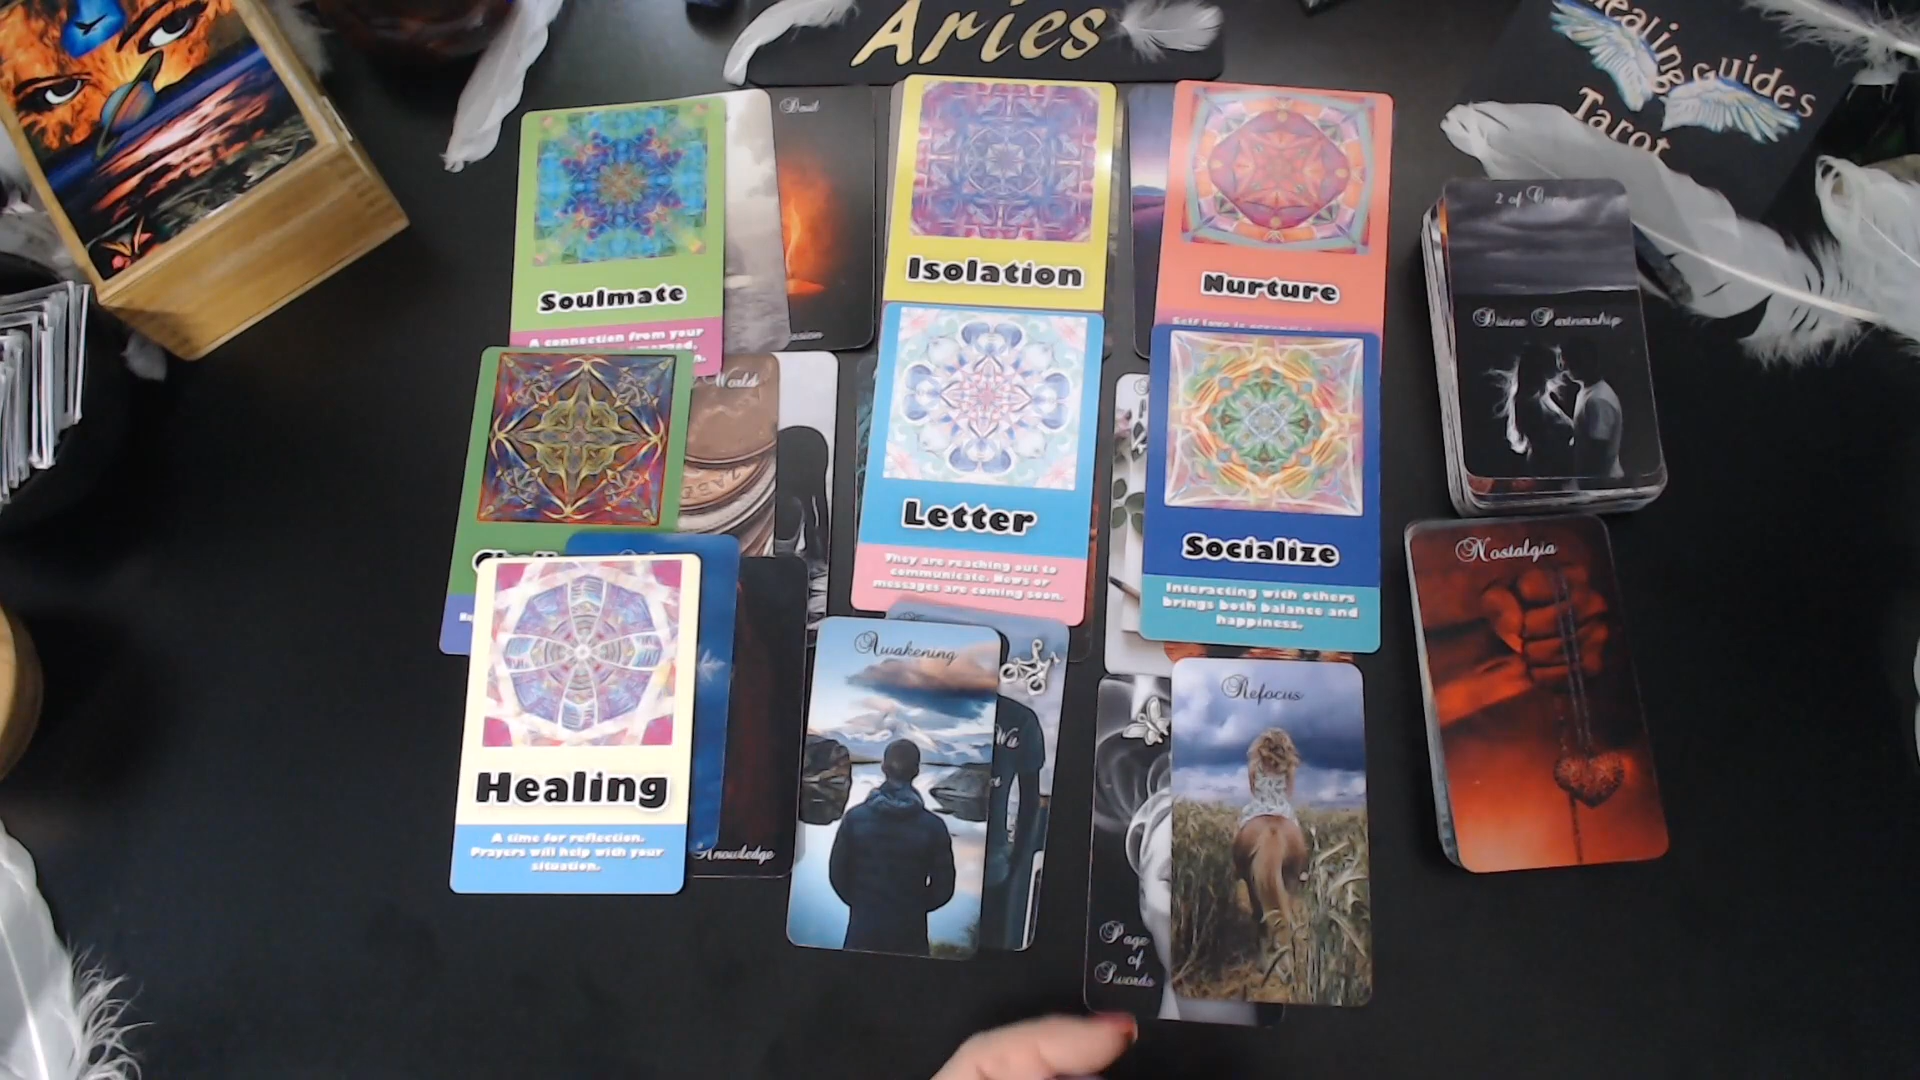 Aries
Healing Guides
Tarot
Devil
2 of Cups
Divine Partnership
Soulmate
A connection from your
Isolation
Nurture
World
Letter
They are reaching out to
communicate. News or
messages are coming soon.
Socialize
Interacting with others
brings both balance and
happiness.
Nostalgia
Healing
A time for reflection.
Prayers will help with your
situation.
Knowledge
Awakening
Refocus
Page
of
Swords